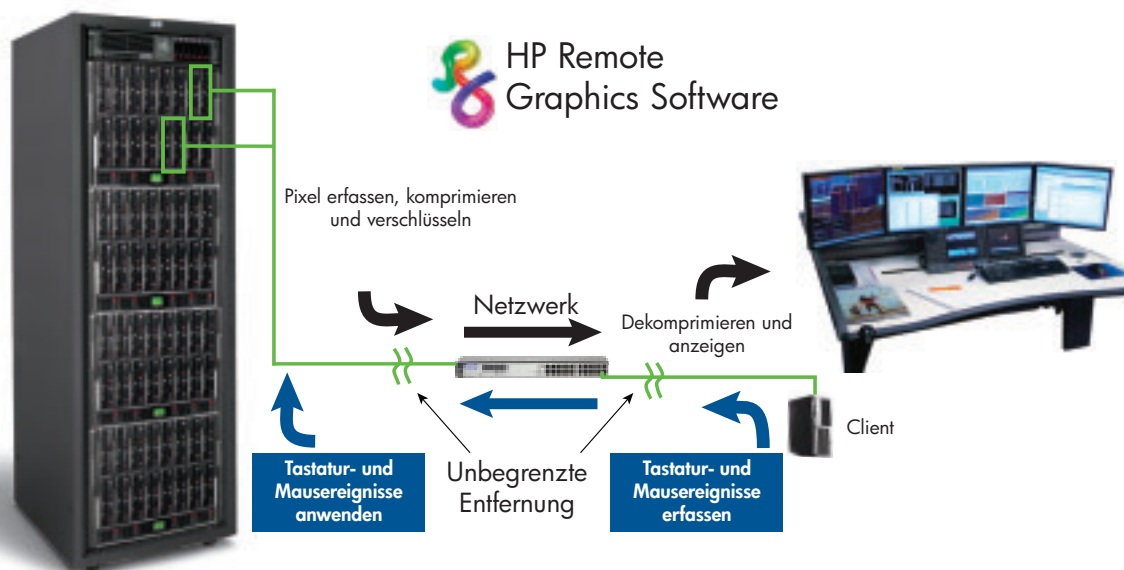 HP Remote
Graphics Software
Pixel erfassen, komprimieren
und verschlüsseln
Netzwerk
Dekomprimieren und
anzeigen
Client
Tastatur- und
Mausereignisse
anwenden
Unbegrenzte
Entfernung
Tastatur- und
Mausereignisse
erfassen